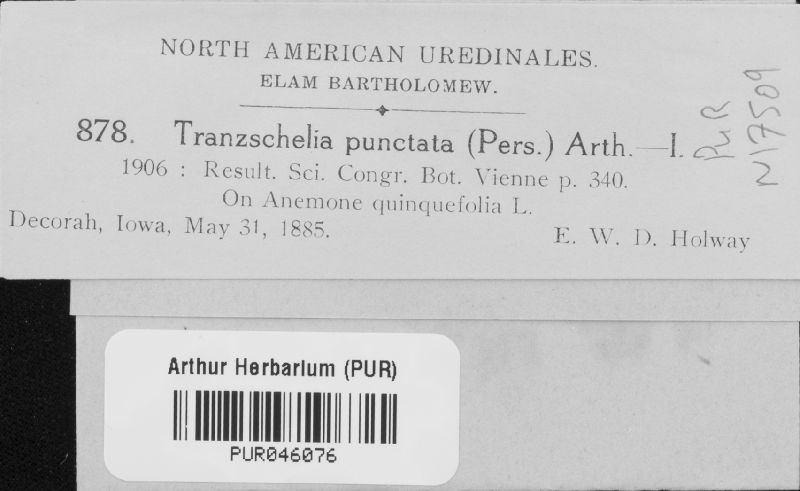 NORTH AMERICAN UREDINALES.
ELAM BARTHOLOMEW.
878. Tranzschelia punctata (Pers.) Arth.—I.
1906 : Result. Sci. Congr. Bot. Vienne p. 340.
On Anemone quinquefolia L.
Decorah, Iowa, May 31, 1885. E. W. D. Holway
PUR
N17509
Arthur Herbarium (PUR)
PUR046076